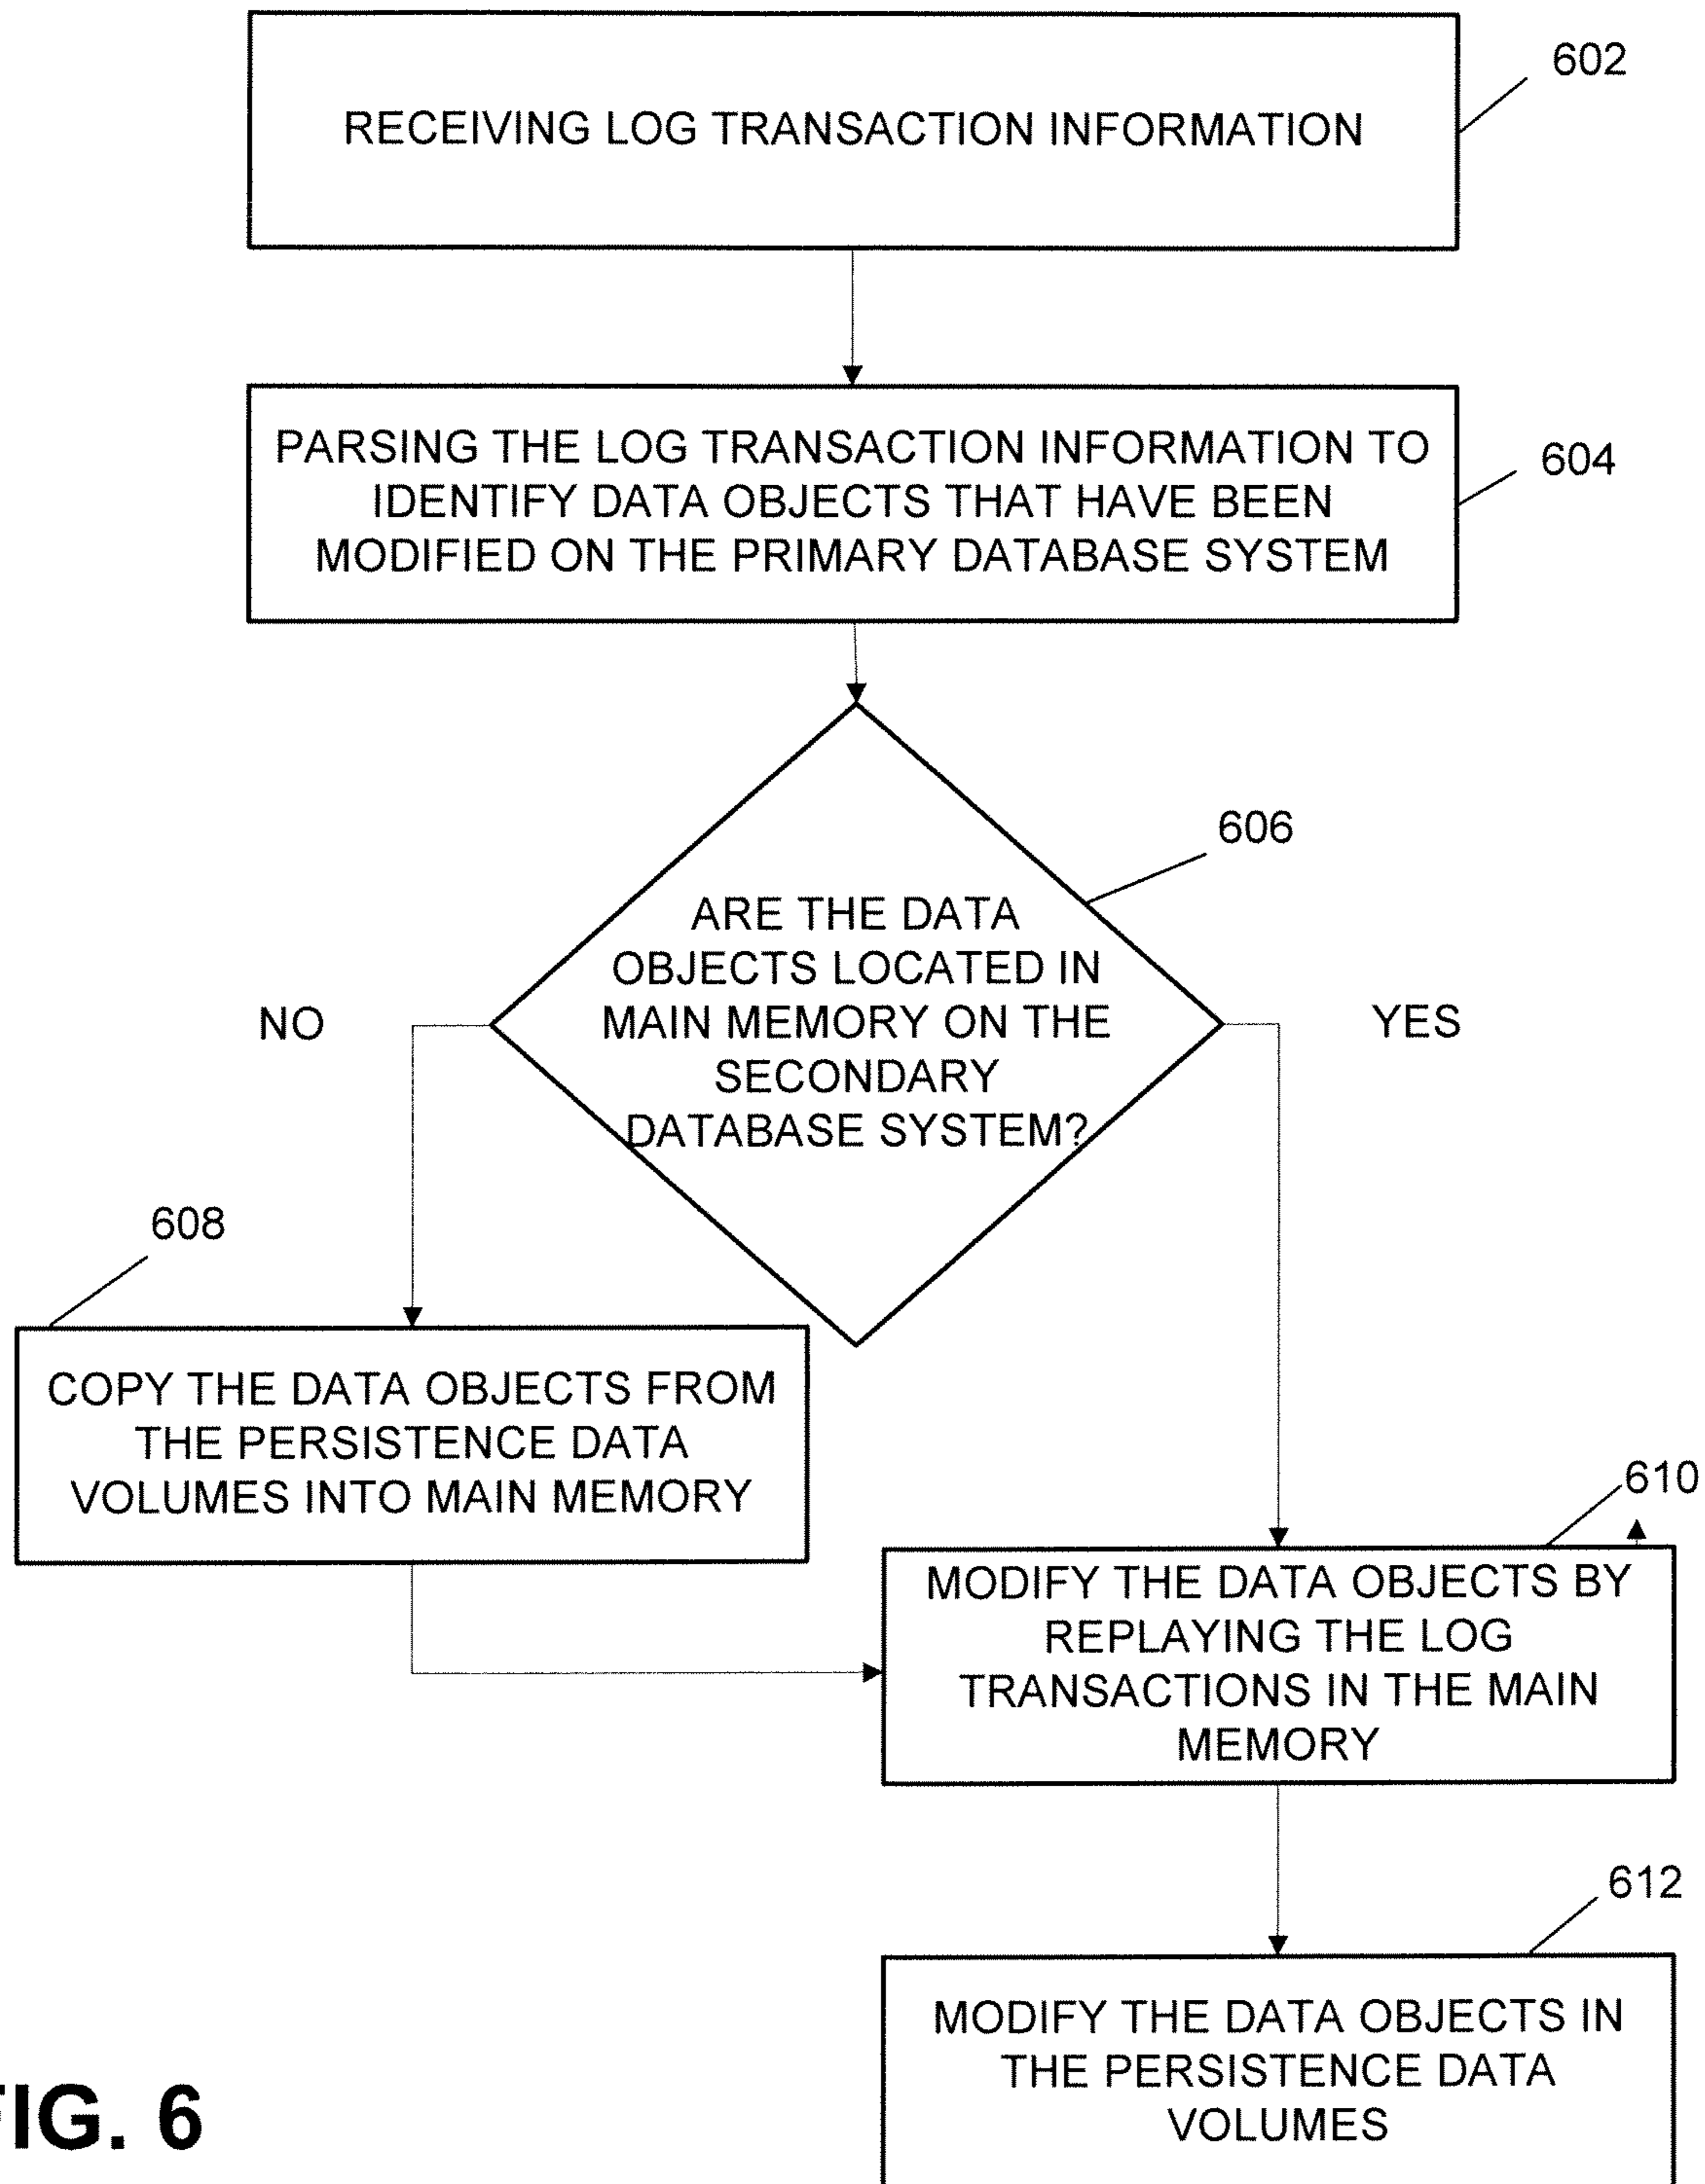 602
RECEIVING LOG TRANSACTION INFORMATION
PARSING THE LOG TRANSACTION INFORMATION TO
IDENTIFY DATA OBJECTS THAT HAVE BEEN
MODIFIED ON THE PRIMARY DATABASE SYSTEM
604
606
ARE THE DATA
OBJECTS LOCATED IN
MAIN MEMORY ON THE
SECONDARY
DATABASE SYSTEM?
NO
YES
608
COPY THE DATA OBJECTS FROM
THE PERSISTENCE DATA
VOLUMES INTO MAIN MEMORY
610
MODIFY THE DATA OBJECTS BY
REPLAYING THE LOG
TRANSACTIONS IN THE MAIN
MEMORY
612
MODIFY THE DATA OBJECTS IN
THE PERSISTENCE DATA
VOLUMES
FIG. 6